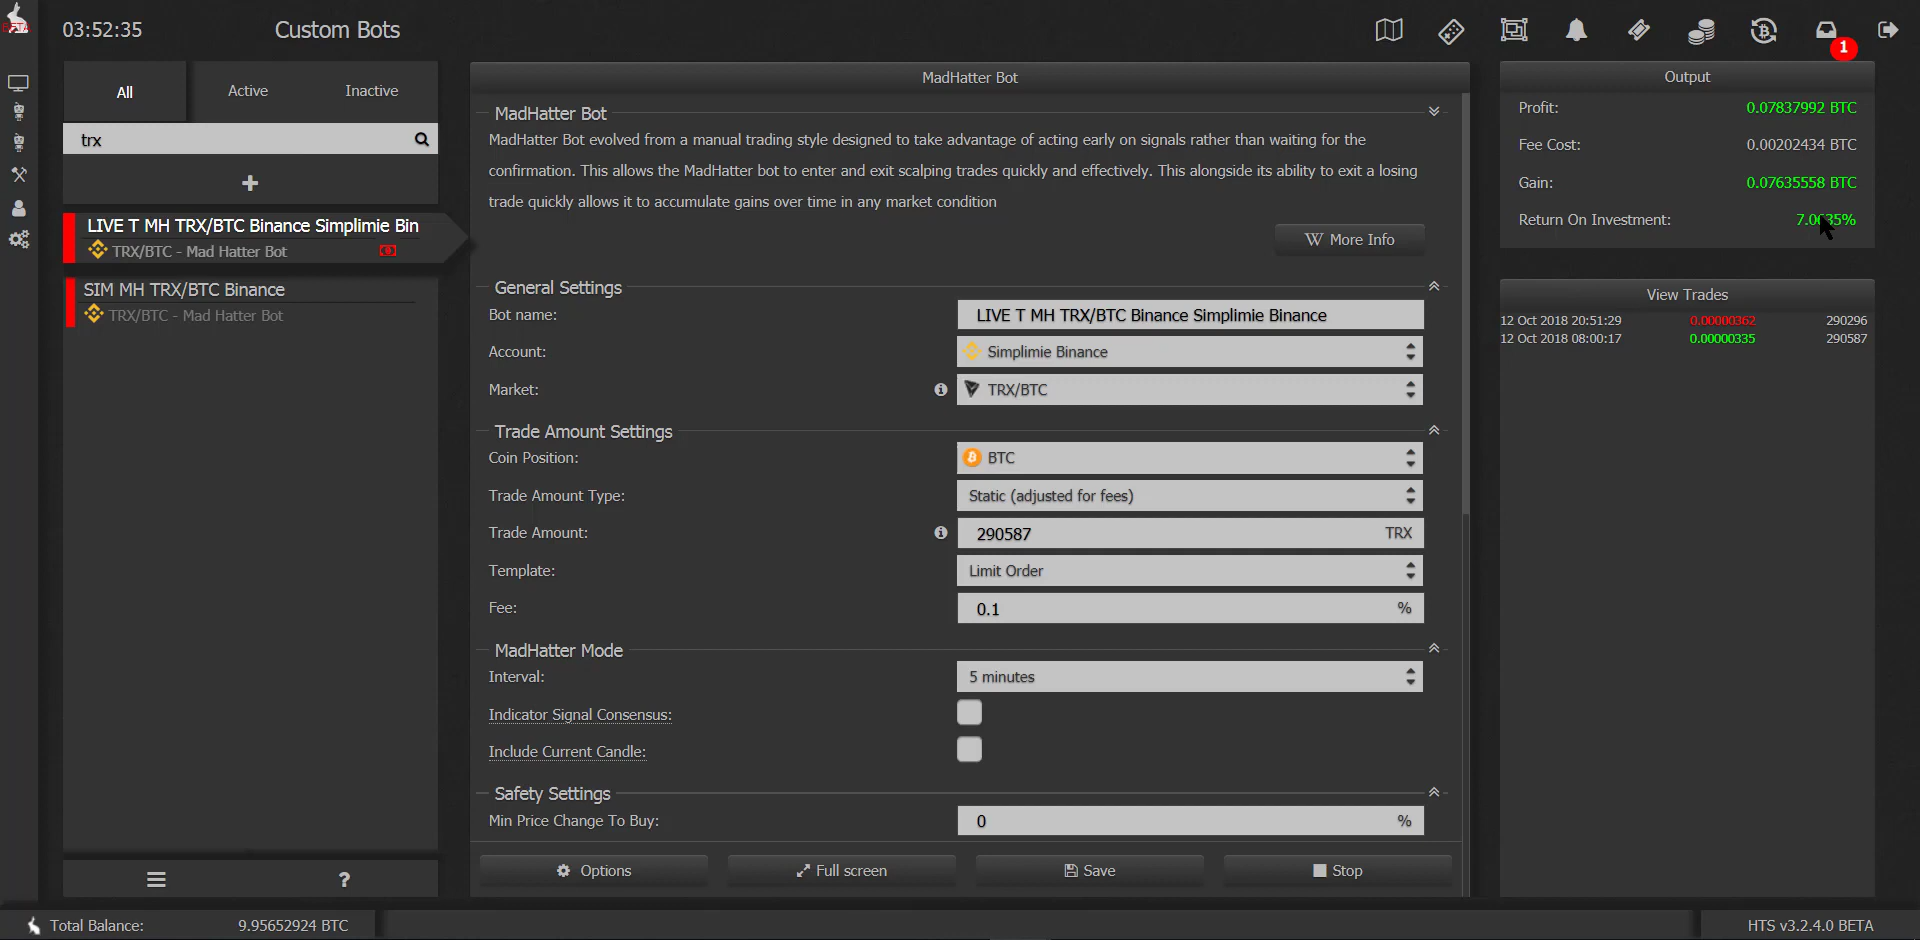 BETA
03:52:35
Custom Bots
1
All
Active
Inactive
trx
LIVE T MH TRX/BTC Binance Simplimie Bin
TRX/BTC - Mad Hatter Bot
SIM MH TRX/BTC Binance
TRX/BTC - Mad Hatter Bot
MadHatter Bot
MadHatter Bot
MadHatter Bot evolved from a manual trading style designed to take advantage of acting early on signals rather than waiting for the
confirmation. This allows the MadHatter bot to enter and exit scalping trades quickly and effectively. This alongside its ability to exit a losing
trade quickly allows it to accumulate gains over time in any market condition
W More Info
General Settings
Bot name:
LIVE T MH TRX/BTC Binance Simplimie Binance
Account:
Simplimie Binance
Market:
TRX/BTC
Trade Amount Settings
Coin Position:
BTC
Trade Amount Type:
Static (adjusted for fees)
Trade Amount:
290587 TRX
Template:
Limit Order
Fee:
0.1 %
MadHatter Mode
Interval:
5 minutes
Indicator Signal Consensus:
Include Current Candle:
Safety Settings
Min Price Change To Buy:
0 %
Options
Full screen
Save
Stop
Output
Profit: 0.07837992 BTC
Fee Cost: 0.00202434 BTC
Gain: 0.07635558 BTC
Return On Investment:
View Trades
12 Oct 2018 20:51:29 0.00000362 290296
12 Oct 2018 08:00:17 0.00000335 290587
?
Total Balance: 9.95652924 BTC
HTS v3.2.4.0 BETA